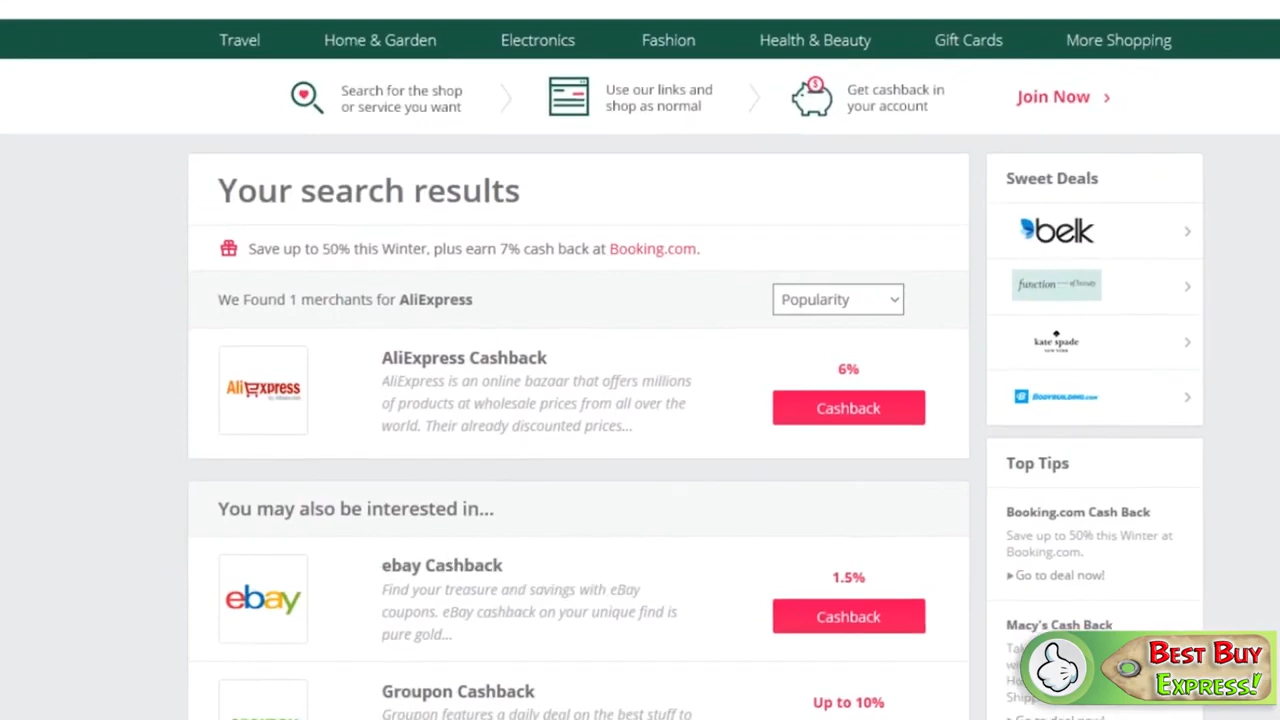 Travel
Home & Garden
Electronics
Fashion
Health & Beauty
Gift Cards
More Shopping
Search for the shop
or service you want
Use our links and
shop as normal
Get cashback in
your account
Join Now
Your search results
Save up to 50% this Winter, plus earn 7% cash back at Booking.com.
We Found 1 merchants for AliExpress
Popularity
AliExpress
AliExpress Cashback
AliExpress is an online bazaar that offers millions
of products at wholesale prices from all over the
world. Their already discounted prices...
6%
Cashback
You may also be interested in...
ebay
ebay Cashback
Find your treasure and savings with eBay
coupons. eBay cashback on your unique find is
pure gold...
1.5%
Cashback
Groupon Cashback
Groupon features a daily deal on the best stuff to
Up to 10%
Sweet Deals
belk
function of beauty
kate spade
NEW YORK
BODYBUILDING.com
Top Tips
Booking.com Cash Back
Save up to 50% this Winter at
Booking.com.
Go to deal now!
Macy's Cash Back
BEST BUY
EXPRESS!